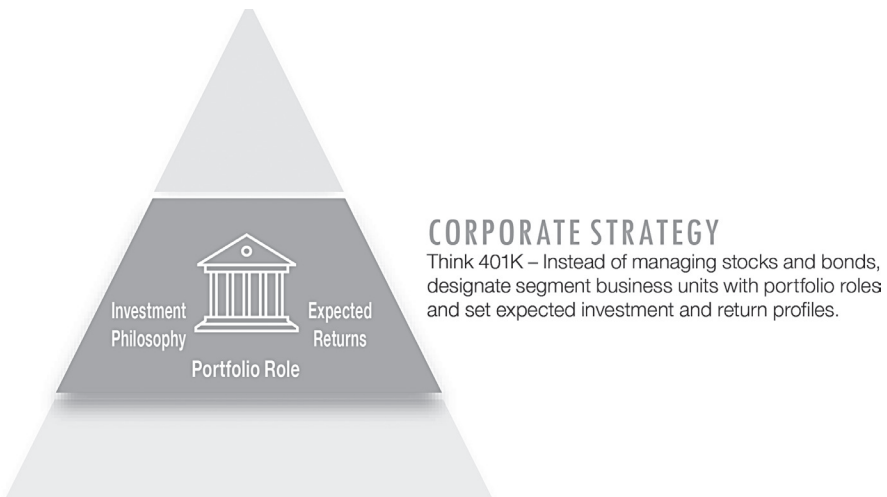 Investment
Philosophy
Expected
Returns
Portfolio Role
CORPORATE STRATEGY
Think 401K – Instead of managing stocks and bonds,
designate segment business units with portfolio roles
and set expected investment and return profiles.